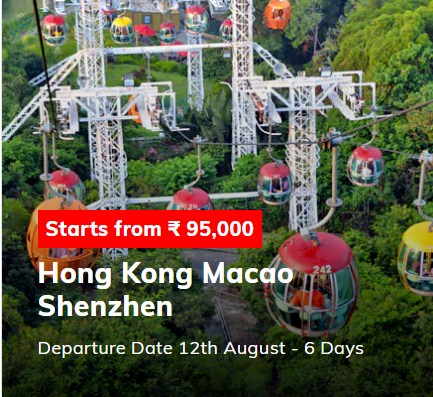 Starts from ₹ 95,000
Hong Kong Macao
Shenzhen
Departure Date 12th August - 6 Days
242